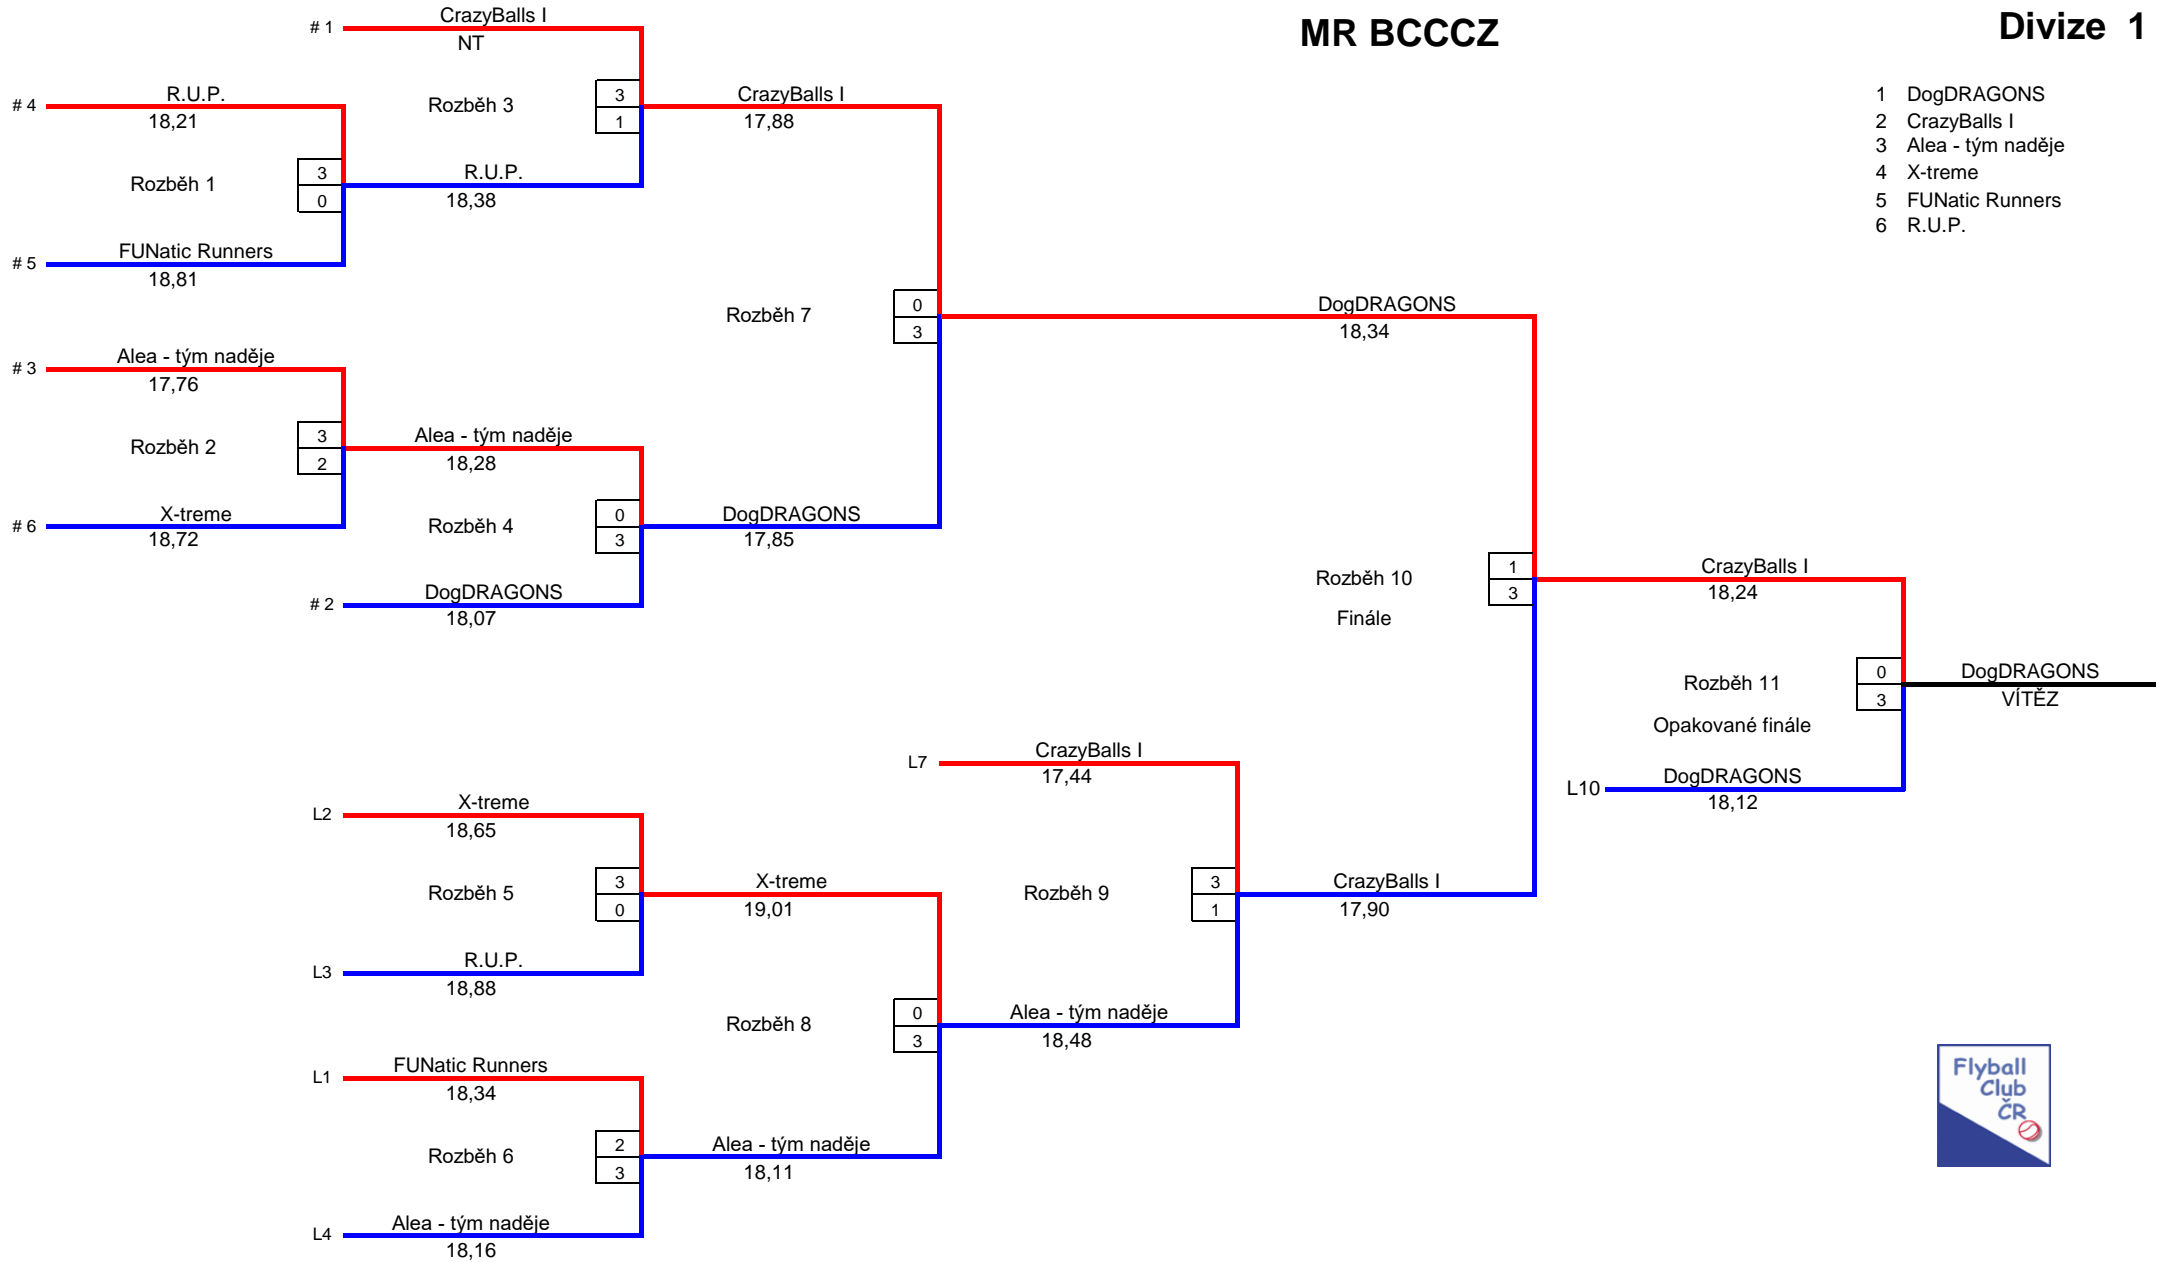 MR BCCCZ
Divize 1
1 DogDRAGONS
2 CrazyBalls I
3 Alea - tým naděje
4 X-treme
5 FUNatic Runners
6 R.U.P.
# 1
CrazyBalls I
NT
# 4
R.U.P.
18,21
Rozběh 3
3
1
CrazyBalls I
17,88
Rozběh 1
3
0
R.U.P.
18,38
# 5
FUNatic Runners
18,81
Rozběh 7
0
3
DogDRAGONS
18,34
# 3
Alea - tým naděje
17,76
Rozběh 2
3
2
Alea - tým naděje
18,28
# 6
X-treme
18,72
Rozběh 4
0
3
DogDRAGONS
17,85
# 2
DogDRAGONS
18,07
Rozběh 10
Finále
1
3
CrazyBalls I
18,24
Rozběh 11
Opakované finále
0
3
DogDRAGONS
VÍTĚZ
L10
DogDRAGONS
18,12
L7
CrazyBalls I
17,44
L2
X-treme
18,65
Rozběh 5
3
0
X-treme
19,01
Rozběh 9
3
1
CrazyBalls I
17,90
L3
R.U.P.
18,88
Rozběh 8
0
3
Alea - tým naděje
18,48
L1
FUNatic Runners
18,34
Rozběh 6
2
3
Alea - tým naděje
18,11
L4
Alea - tým naděje
18,16
Flyball
Club
ČR